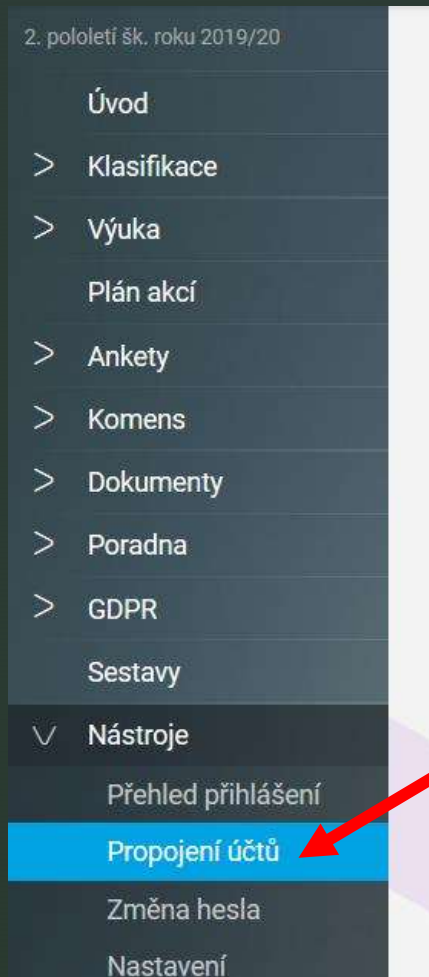 2. pololetí šk. roku 2019/20
Úvod
Klasifikace
Výuka
Plán akcí
Ankety
Komens
Dokumenty
Poradna
GDPR
Sestavy
Nástroje
Přehled přihlášení
Propojení účtů
Změna hesla
Nastavení